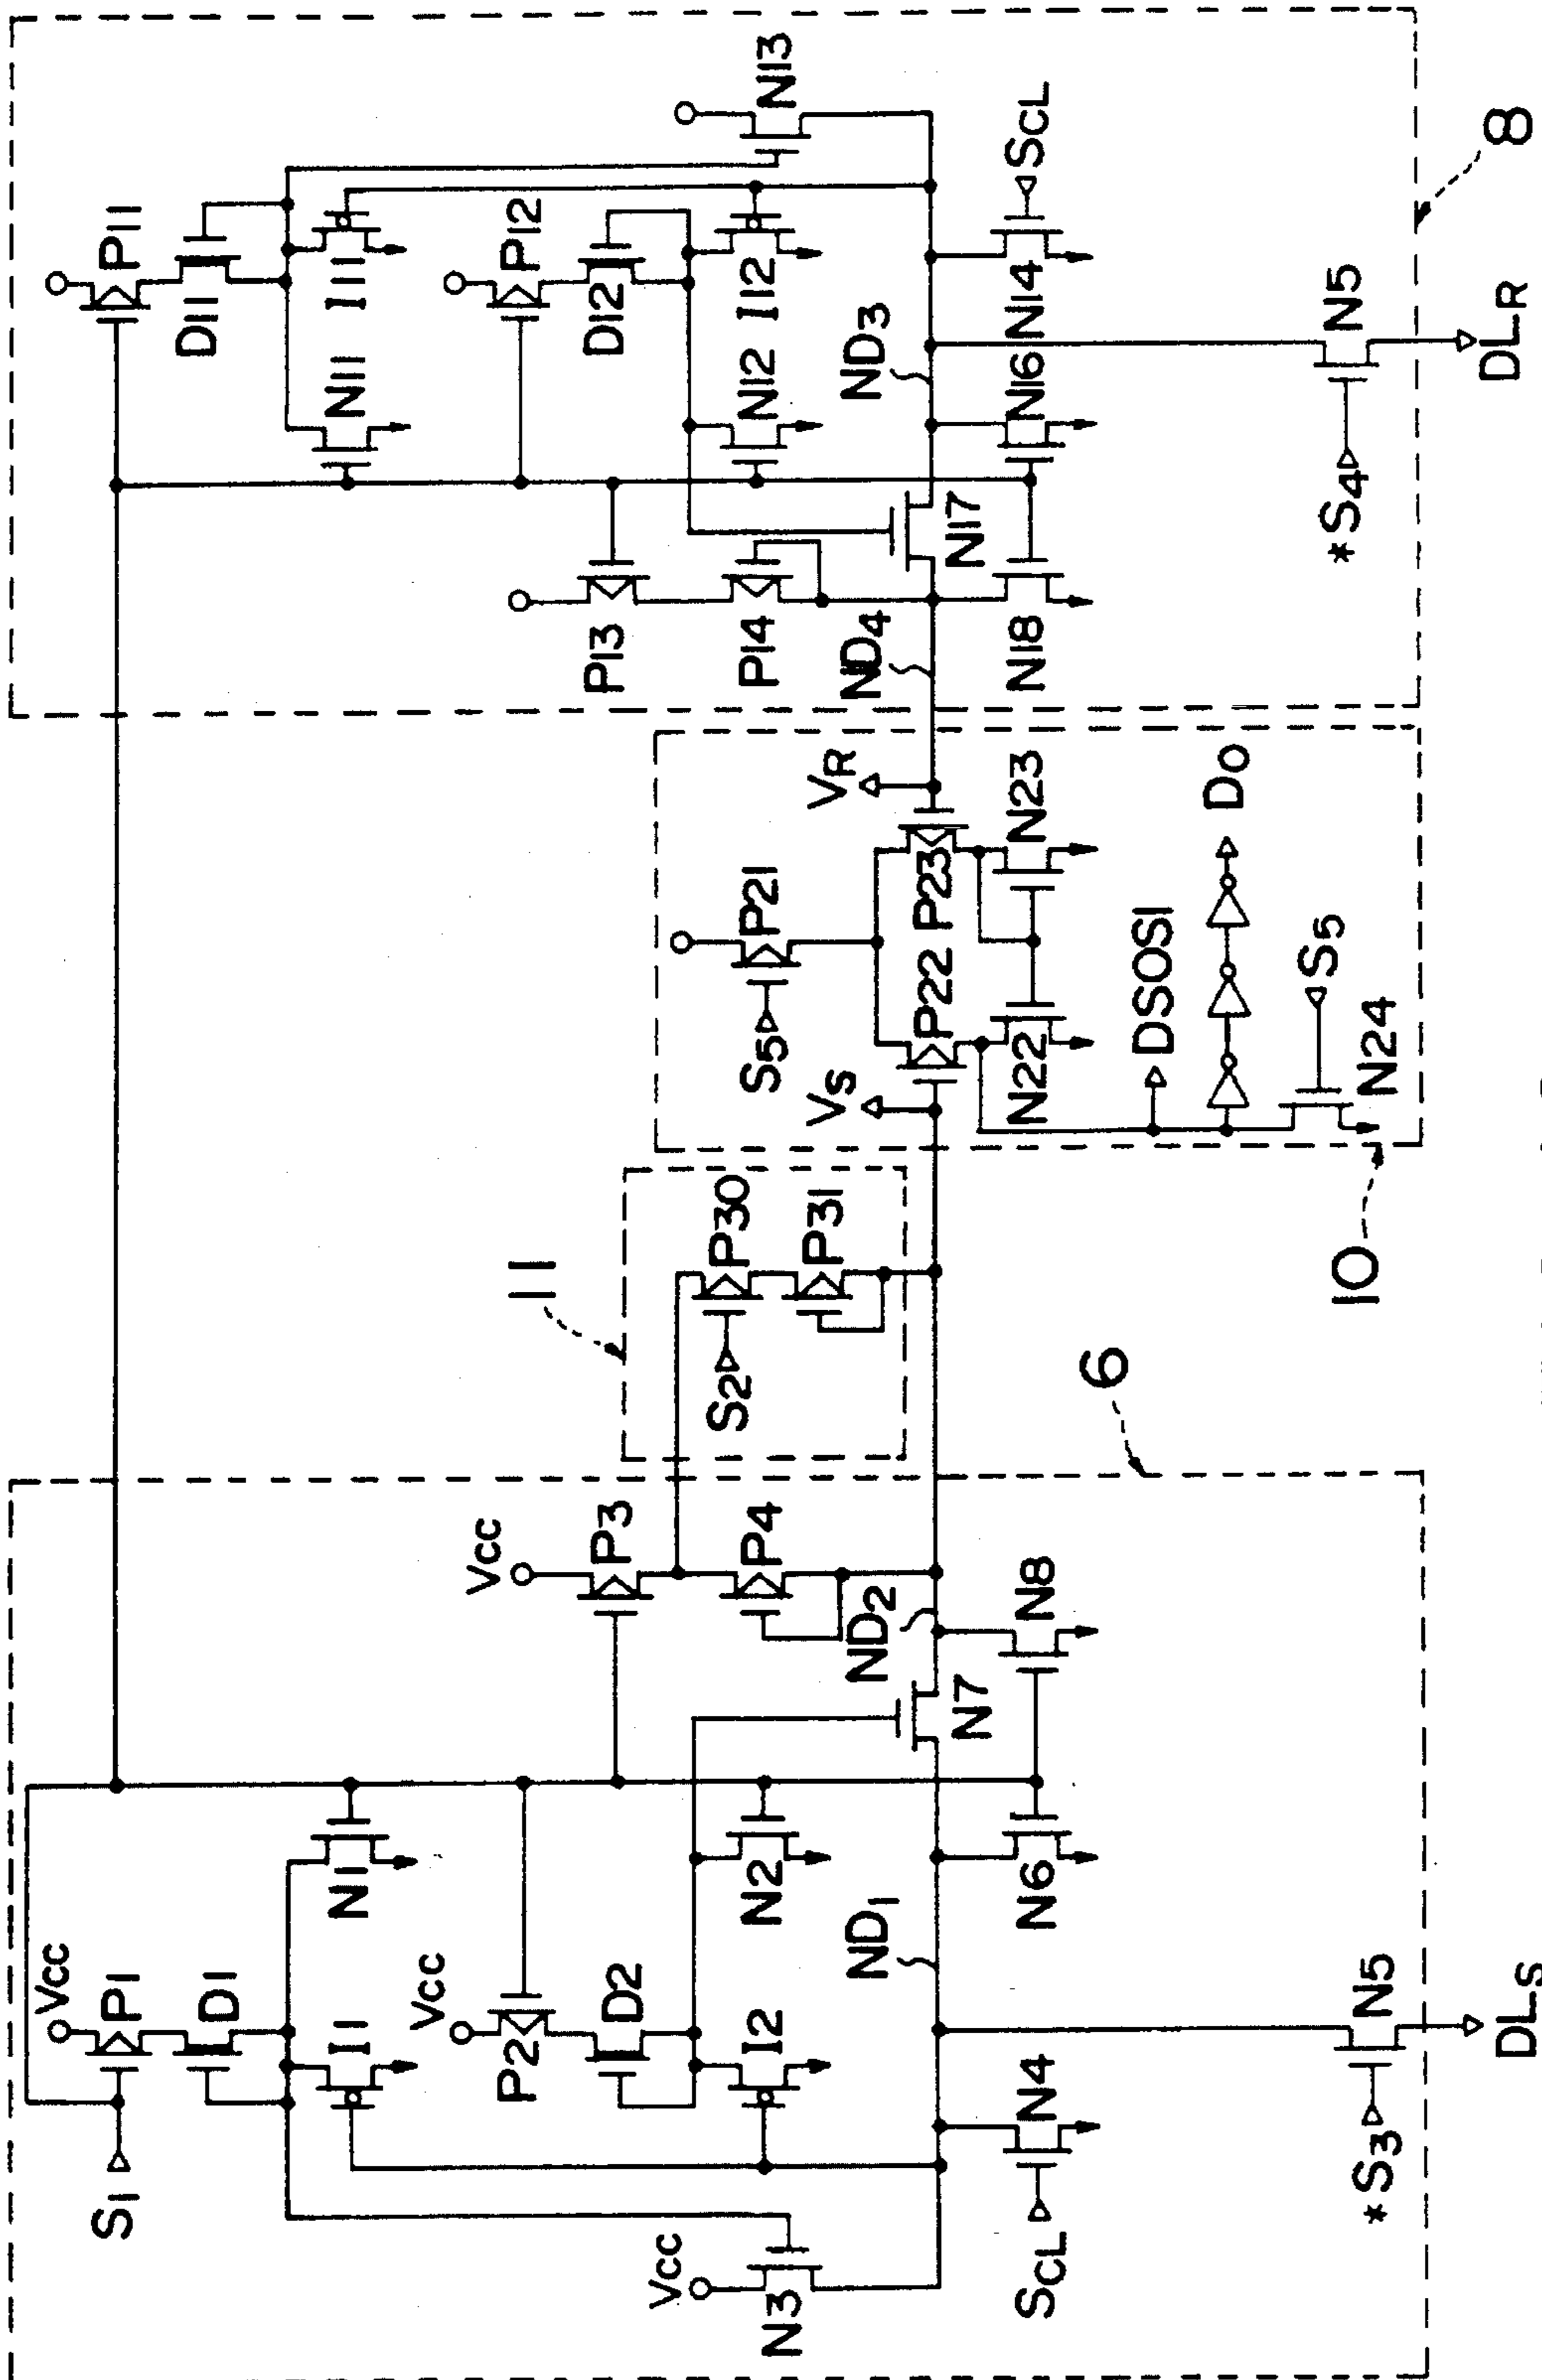 S1
Vcc
P1
D1
N1
I1
Vcc
P2
D2
I2
N2
Vcc
N3
Vcc
P3
P4
ND1
ND2
N7
SCL
N4
N6
N8
*S3
N5
DLS
6
11
S2
P30
P31
VS
VR
S5
P21
P22
P23
N22
N23
DSOS1
DO
S5
N24
10
P11
D11
N11
I11
P12
D12
N12
I12
N13
P13
P14
ND4
ND3
N17
N18
N16
N14
SCL
*S4
N5
DLR
8